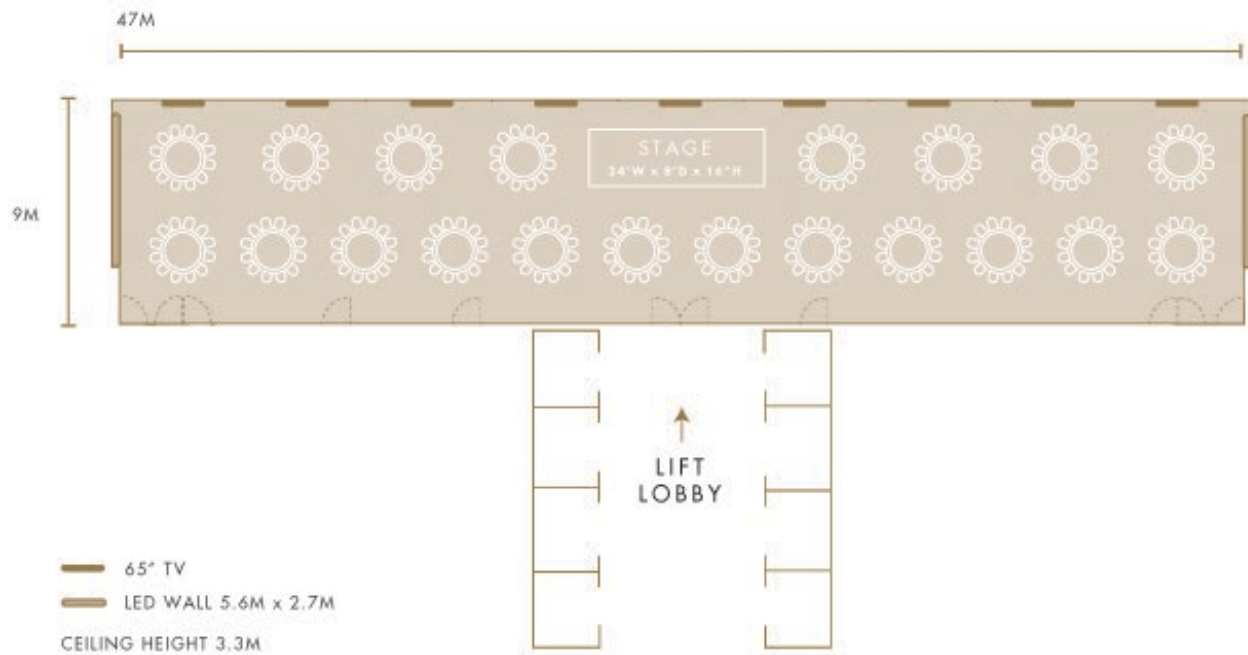 47M
9M
STAGE
24'W x 8'D x 16"H
LIFT
LOBBY
65" TV
LED WALL 5.6M x 2.7M
CEILING HEIGHT 3.3M